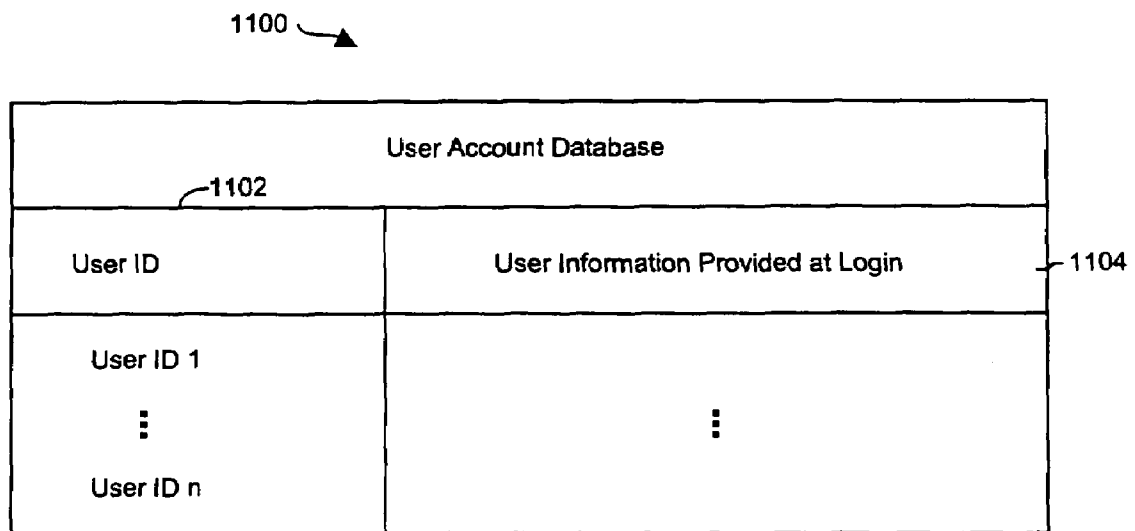 1100
User Account Database
1102
User ID
User Information Provided at Login
1104
User ID 1
User ID n